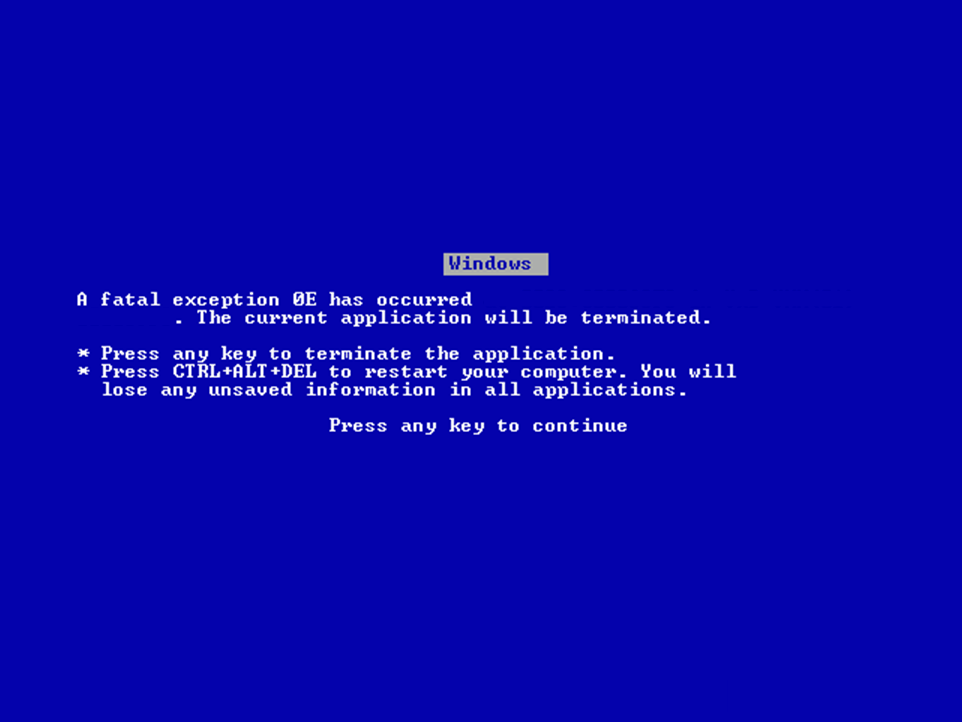 Windows
A fatal exception 0E has occurred
. The current application will be terminated.
* Press any key to terminate the application.
* Press CTRL+ALT+DEL to restart your computer. You will
lose any unsaved information in all applications.
Press any key to continue